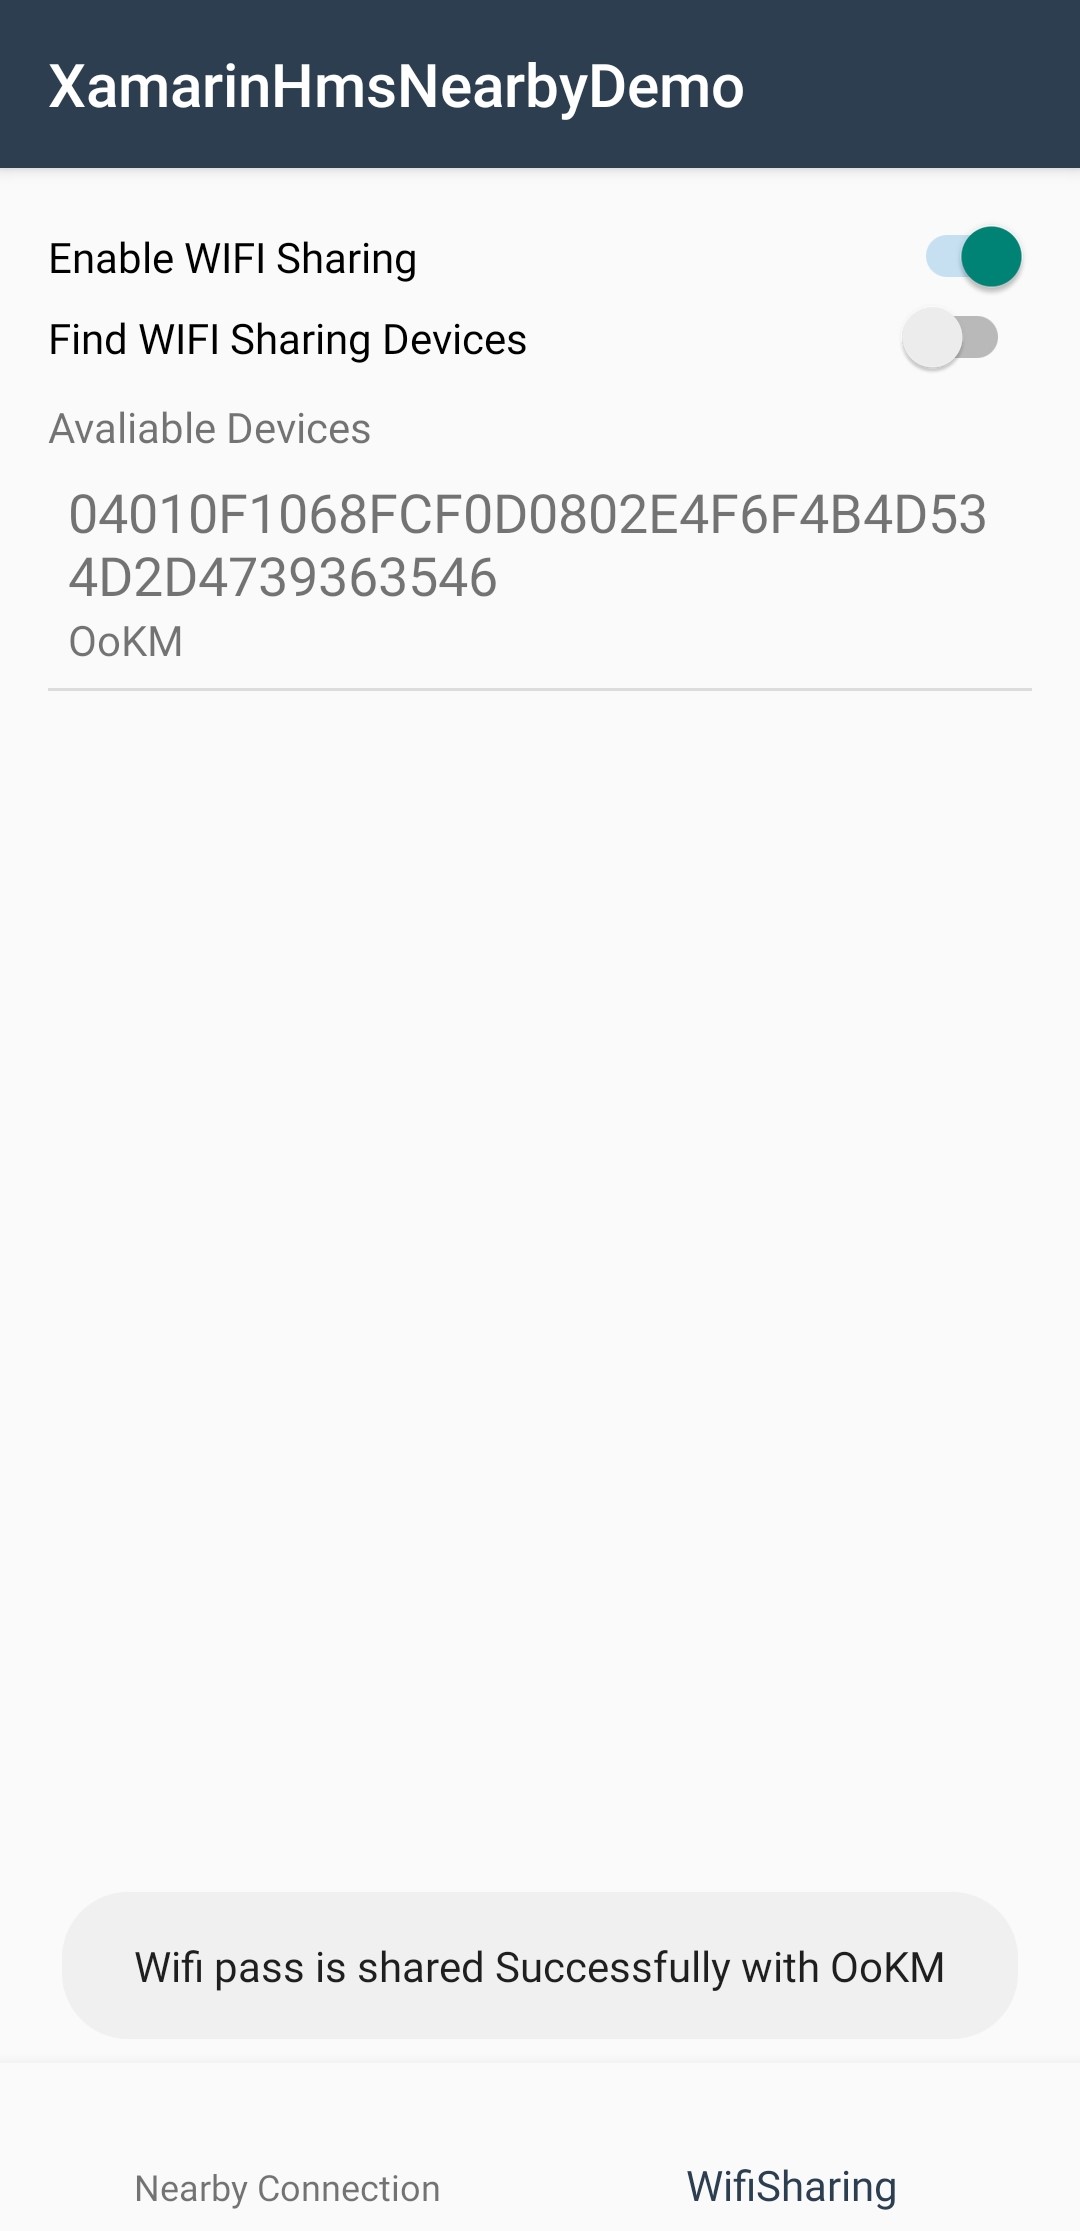 XamarinHmsNearbyDemo
Enable WIFI Sharing
Find WIFI Sharing Devices
Avaliable Devices
04010F1068FCF0D0802E4F6F4B4D53
4D2D4739363546
OoKM
Wifi pass is shared Successfully with OoKM
Nearby Connection
WifiSharing